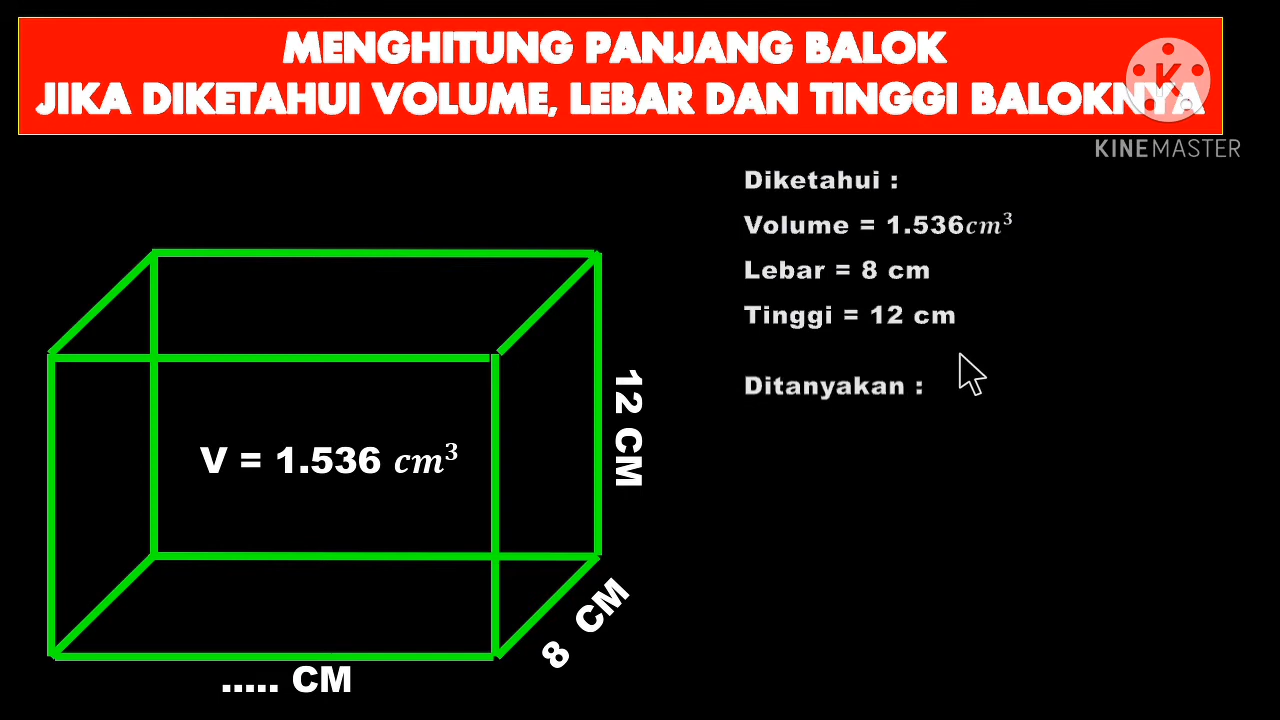 MENGHITUNG PANJANG BALOK
JIKA DIKETAHUI VOLUME, LEBAR DAN TINGGI BALOKNYA
K
KINEMASTER
Diketahui :
Volume = 1.536cm³
Lebar = 8 cm
Tinggi = 12 cm
Ditanyakan :
12 CM
V = 1.536 cm³
8 CM
..... CM